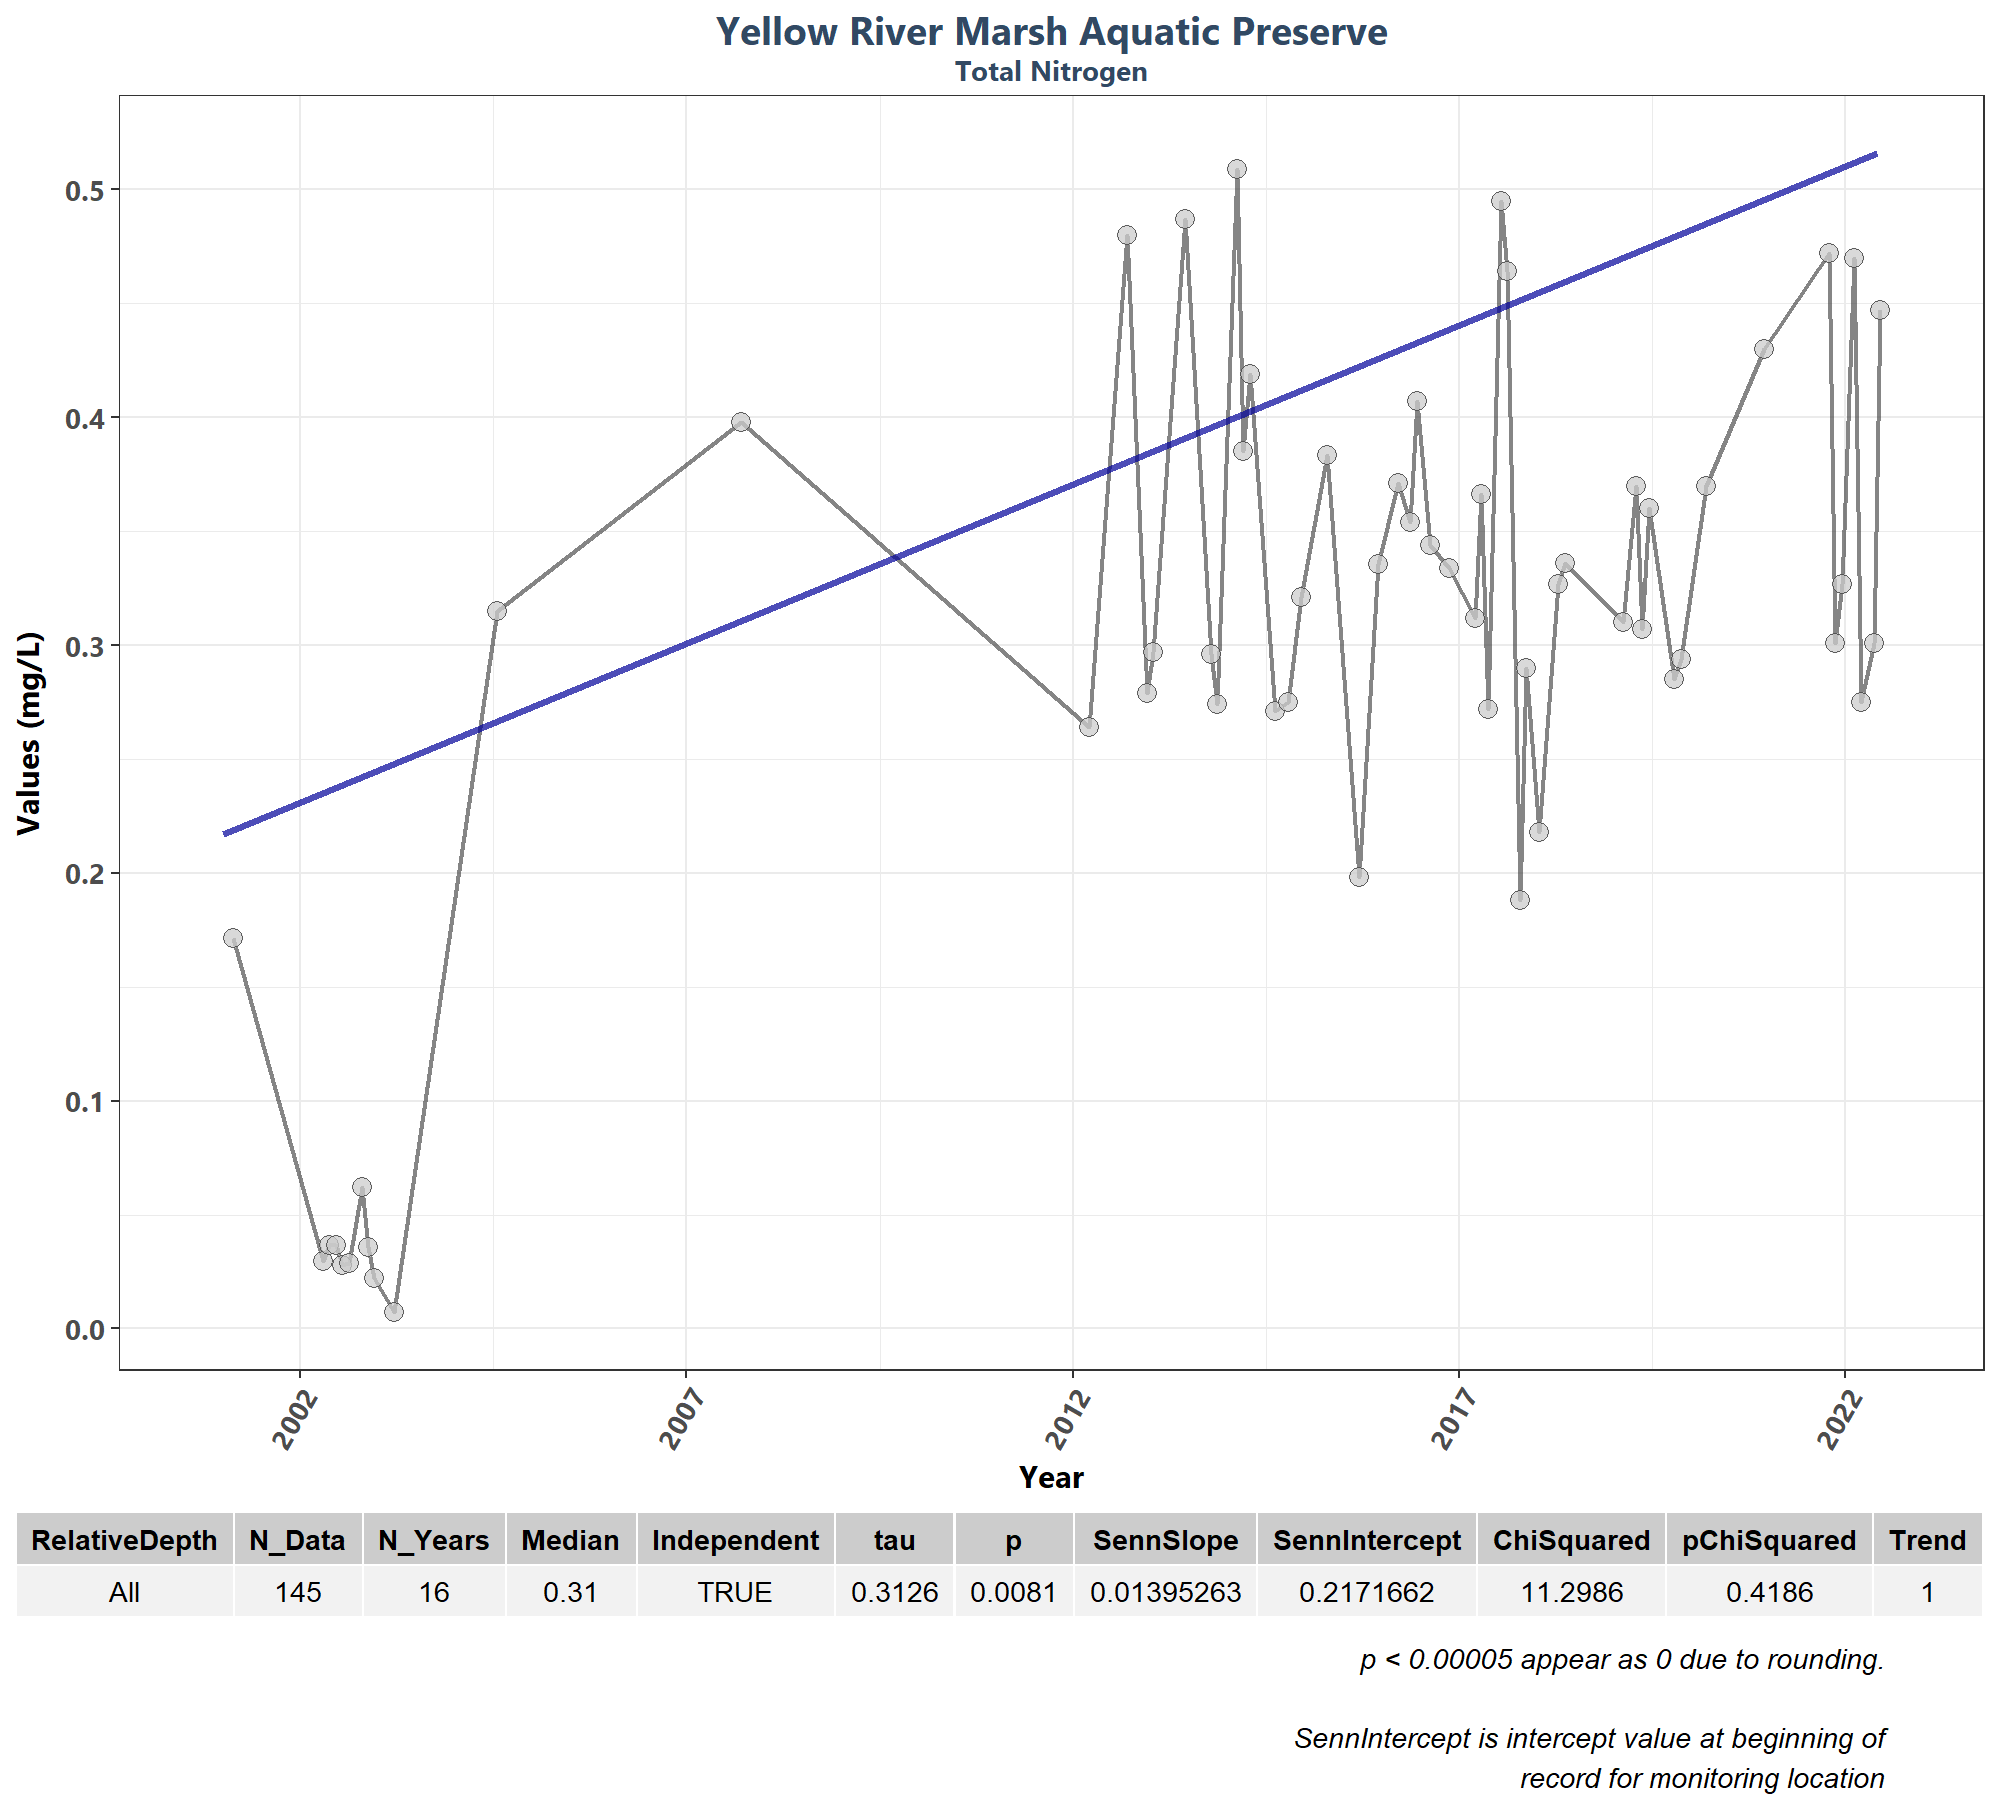 Yellow River Marsh Aquatic Preserve
Total Nitrogen
Values (mg/L)
0.5
0.4
0.3
0.2
0.1
0.0
2002 2007 2012 2017 2022
Year
RelativeDepth N_Data N_Years Median Independent tau p SennSlope SennIntercept ChiSquared pChiSquared Trend
All 145 16 0.31 TRUE 0.3126 0.0081 0.01395263 0.2171662 11.2986 0.4186 1
p < 0.00005 appear as 0 due to rounding.
SennIntercept is intercept value at beginning of
record for monitoring location